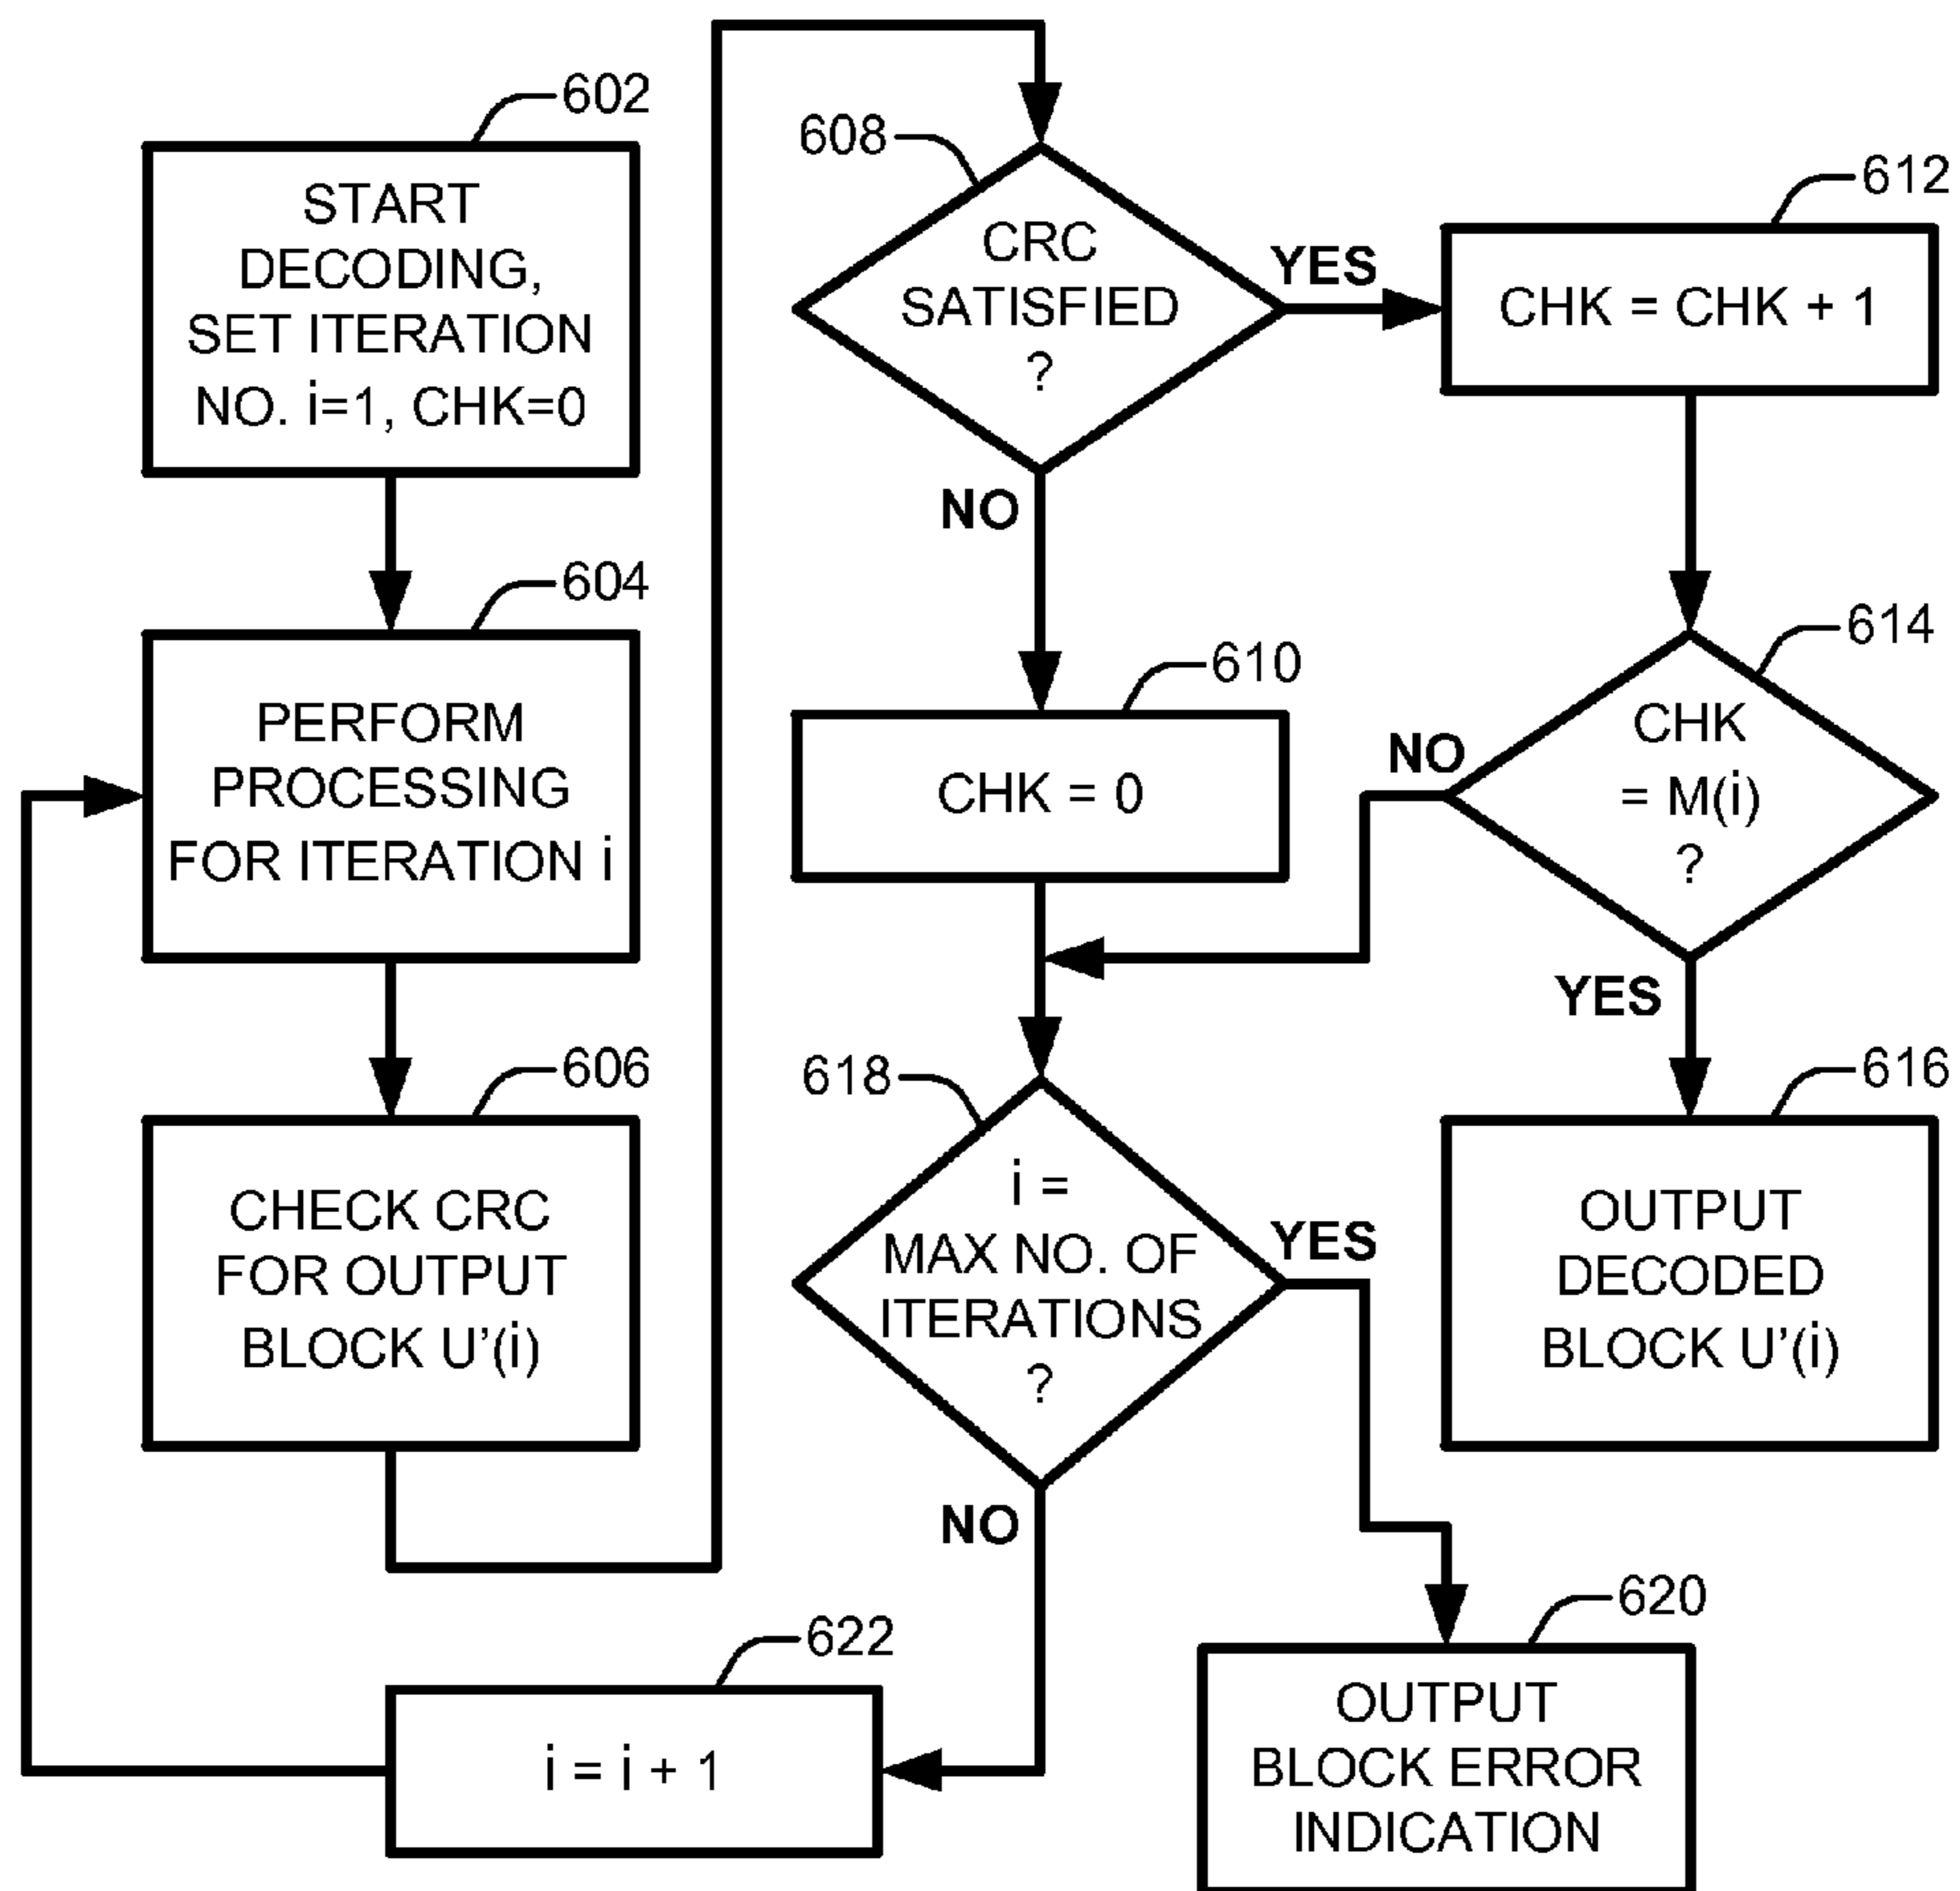 602
START
DECODING,
SET ITERATION
NO. i=1, CHK=0
604
PERFORM
PROCESSING
FOR ITERATION i
606
CHECK CRC
FOR OUTPUT
BLOCK U'(i)
608
CRC
SATISFIED
?
YES
NO
612
CHK = CHK + 1
610
CHK = 0
614
CHK
= M(i)
?
NO
YES
616
OUTPUT
DECODED
BLOCK U'(i)
618
i =
MAX NO. OF
ITERATIONS
?
YES
NO
620
OUTPUT
BLOCK ERROR
INDICATION
622
i = i + 1